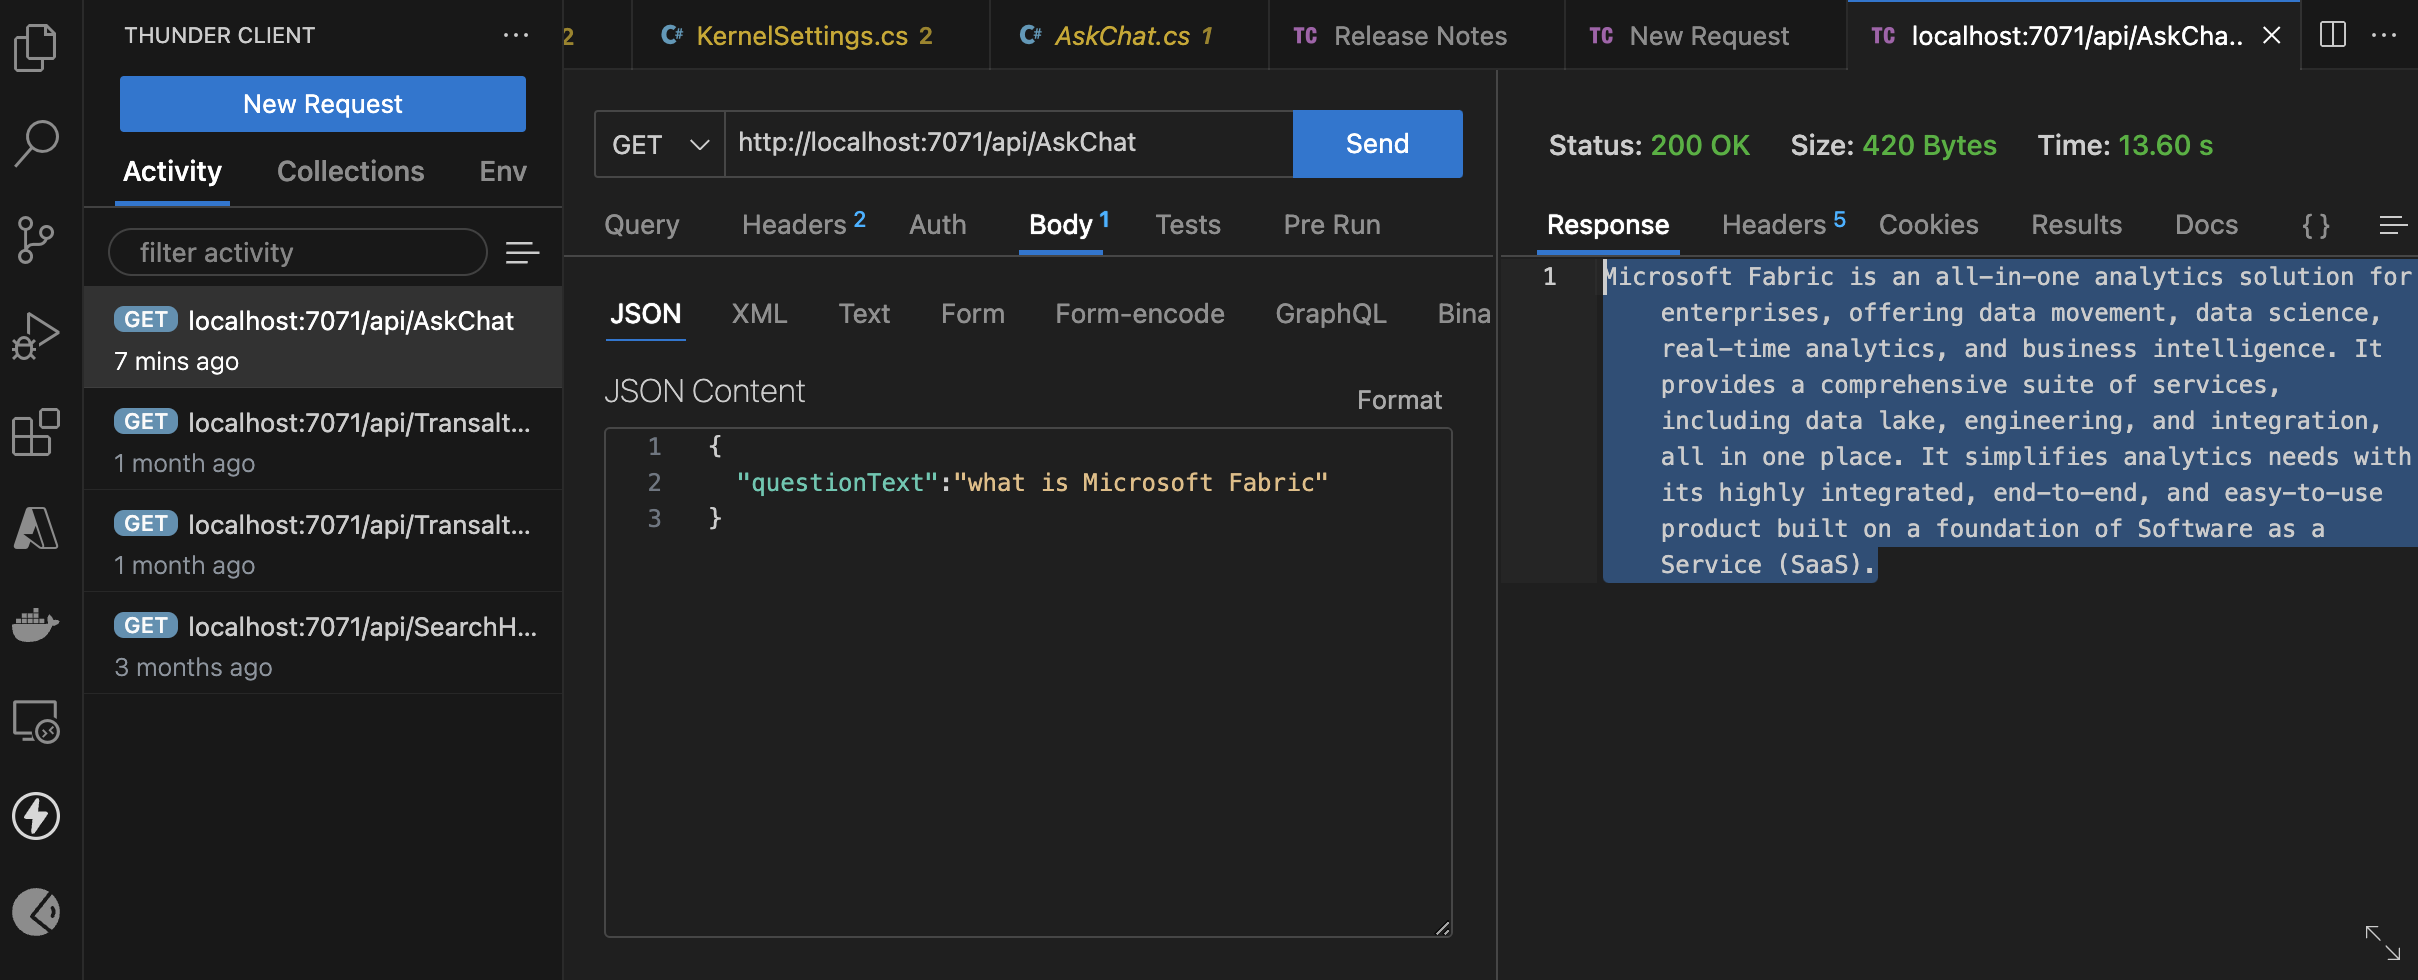 THUNDER CLIENT
New Request
Activity Collections Env
filter activity
GET localhost:7071/api/AskChat
7 mins ago
GET localhost:7071/api/Transalt...
1 month ago
GET localhost:7071/api/Transalt...
1 month ago
GET localhost:7071/api/SearchH...
3 months ago
2 C# KernelSettings.cs 2 C# AskChat.cs 1 TC Release Notes TC New Request TC localhost:7071/api/AskCha..
GET http://localhost:7071/api/AskChat Send
Query Headers 2 Auth Body 1 Tests Pre Run
JSON XML Text Form Form-encode GraphQL Bina
JSON Content
Format
1 {
2 "questionText":"what is Microsoft Fabric"
3 }
Status: 200 OK Size: 420 Bytes Time: 13.60 s
Response Headers 5 Cookies Results Docs { }
1 Microsoft Fabric is an all-in-one analytics solution for
enterprises, offering data movement, data science,
real-time analytics, and business intelligence. It
provides a comprehensive suite of services,
including data lake, engineering, and integration,
all in one place. It simplifies analytics needs with
its highly integrated, end-to-end, and easy-to-use
product built on a foundation of Software as a
Service (SaaS).